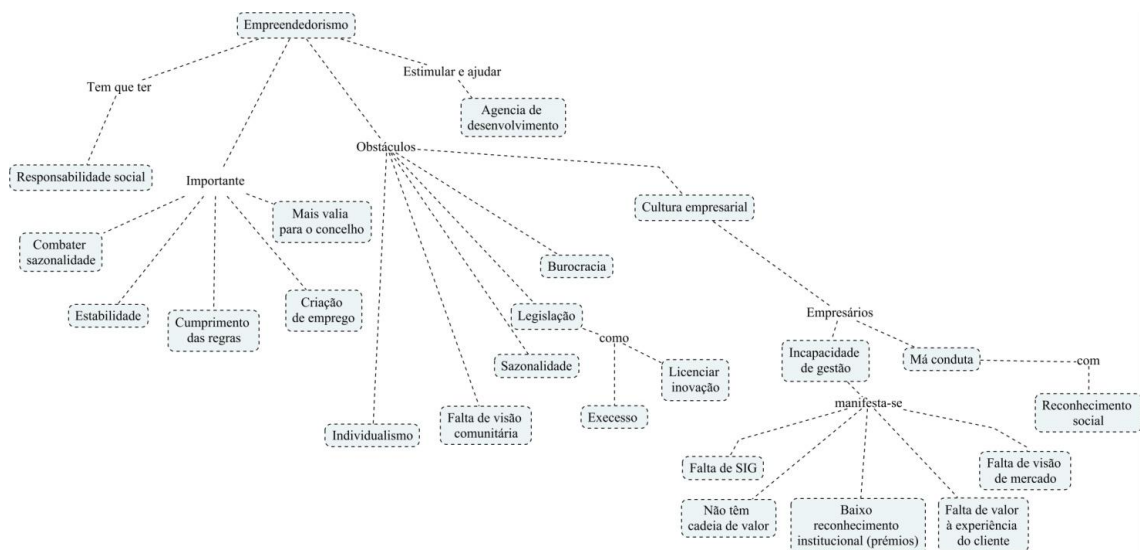 Empreendedorismo
Tem que ter
Responsabilidade social
Importante
Combater
sazonalidade
Estabilidade
Cumprimento
das regras
Criação
de emprego
Mais valia
para o concelho
Estimular e ajudar
Agencia de
desenvolvimento
Obstáculos
Individualismo
Falta de visão
comunitária
Sazonalidade
Legislação
como
Execesso
Licenciar
inovação
Burocracia
Cultura empresarial
Empresários
Incapacidade
de gestão
manifesta-se
Falta de SIG
Não têm
cadeia de valor
Baixo
reconhecimento
institucional (prémios)
Falta de valor
à experiência
do cliente
Falta de visão
de mercado
Má conduta
com
Reconhecimento
social